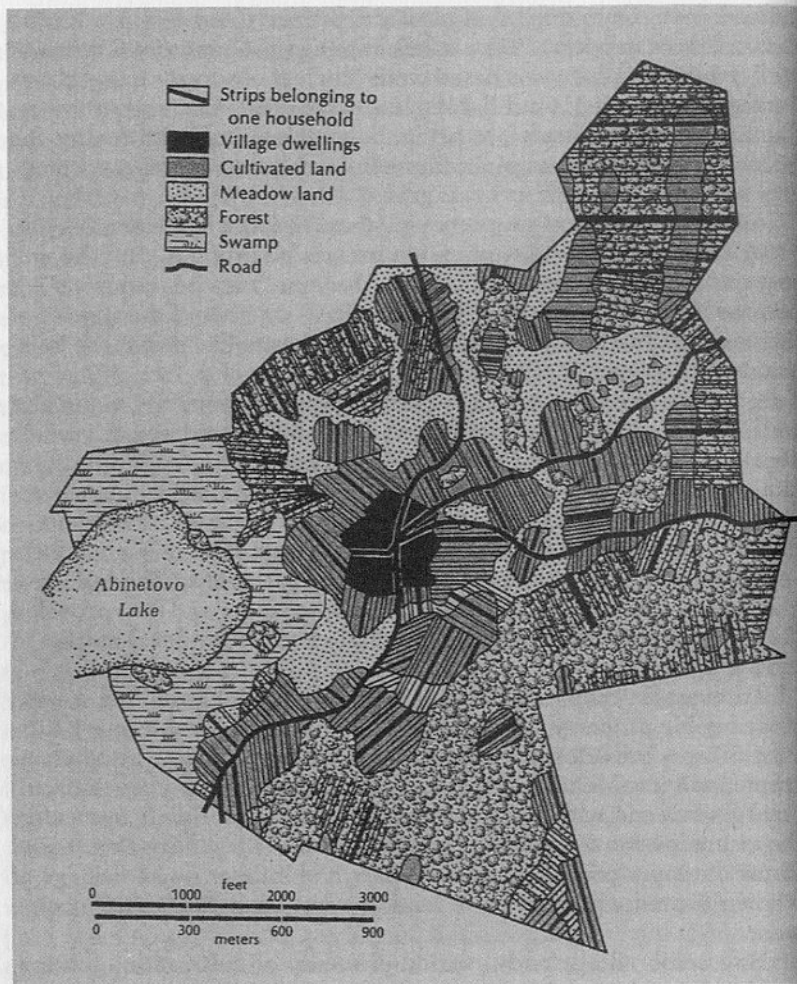 Strips belonging to
one household
Village dwellings
Cultivated land
Meadow land
Forest
Swamp
Road
Abinetovo
Lake
0 1000 feet 2000 3000
0 300 meters 600 900